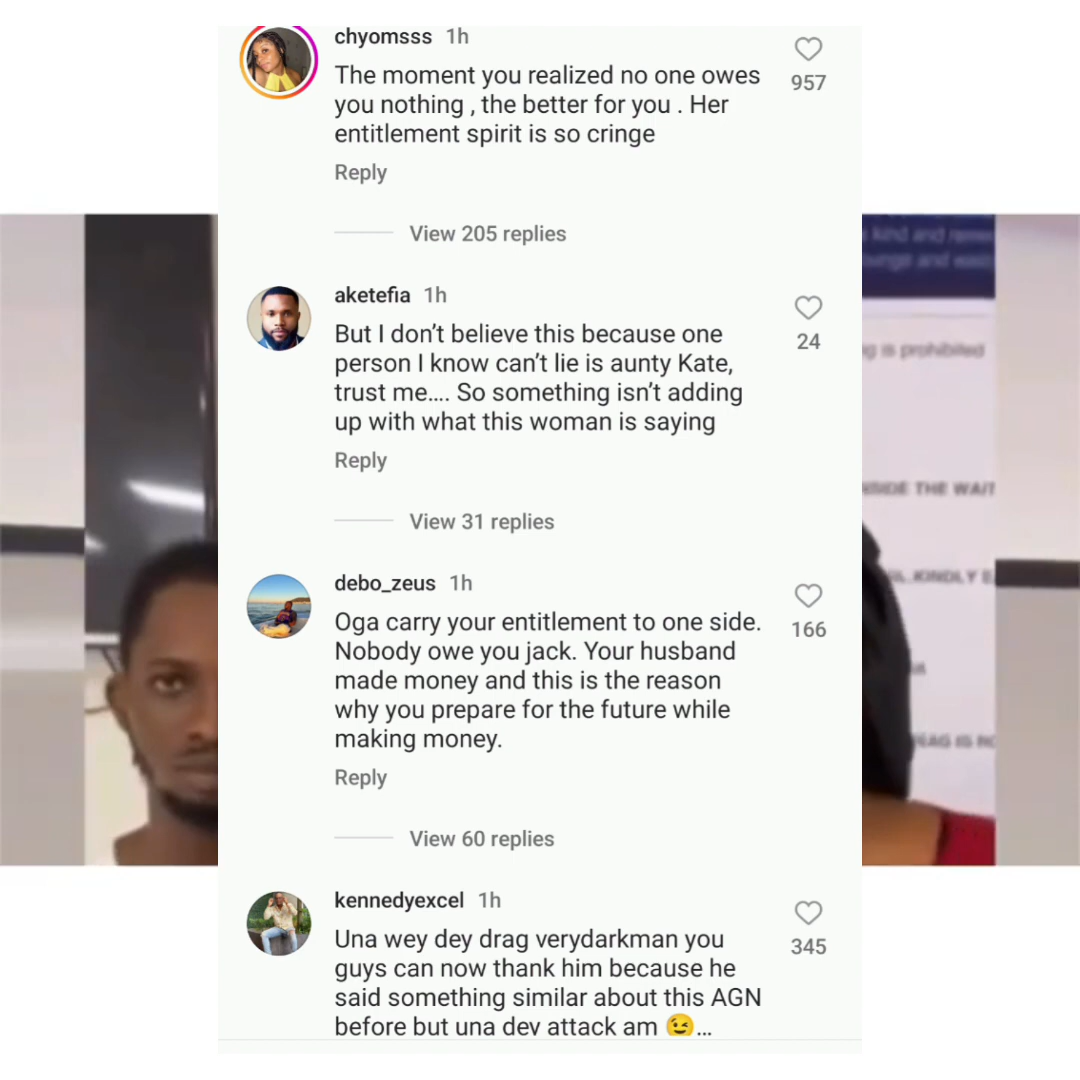 chyomsss 1h
The moment you realized no one owes
you nothing , the better for you . Her
entitlement spirit is so cringe
957
Reply
View 205 replies
aketefia 1h
But I don’t believe this because one
person I know can’t lie is aunty Kate,
trust me.... So something isn’t adding
up with what this woman is saying
24
Reply
View 31 replies
debo_zeus 1h
Oga carry your entitlement to one side.
Nobody owe you jack. Your husband
made money and this is the reason
why you prepare for the future while
making money.
166
Reply
View 60 replies
kennedyexcel 1h
Una wey dey drag verydarkman you
guys can now thank him because he
said something similar about this AGN
before but una dey attack am 😉...
345
kind and
g is prohibited
THE WAIT
KINDLY